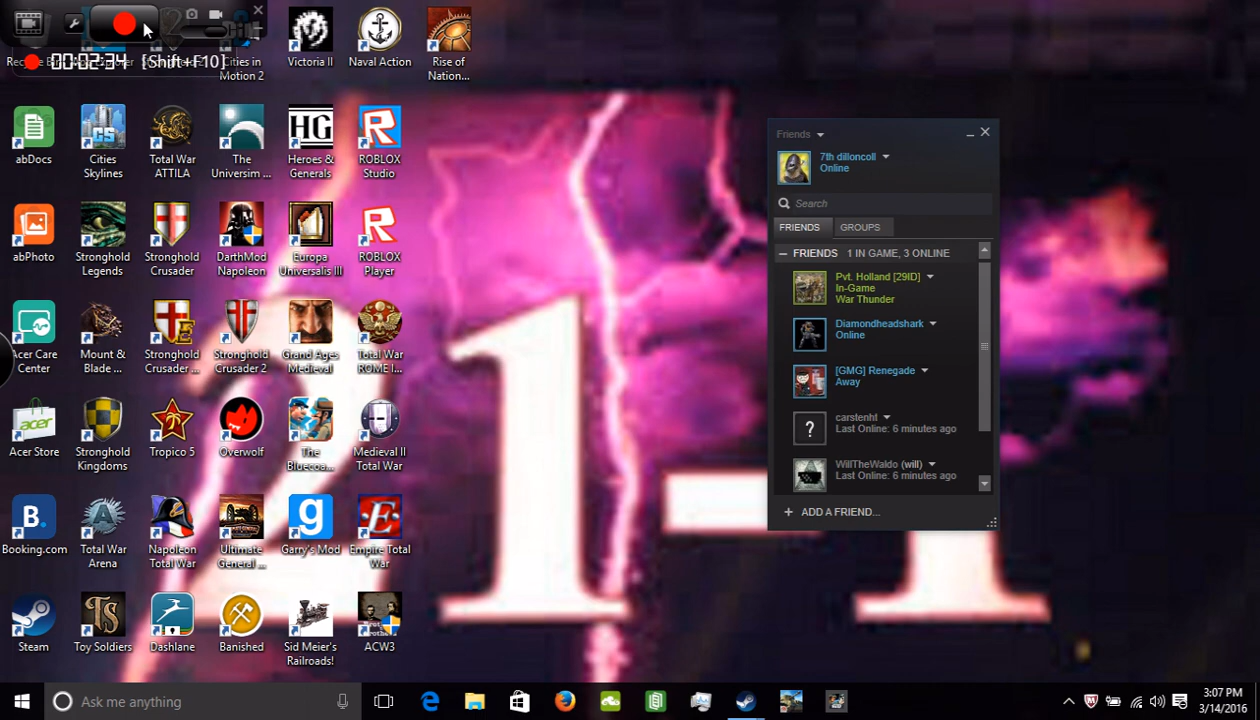 00:02:34 [Shift+F10]
Cities in
Motion 2
Victoria II
Naval Action
Rise of
Nation...
abDocs
Cities
Skylines
Total War
ATTILA
The
Universim ...
HG
Heroes &
Generals
ROBLOX
Studio
abPhoto
Stronghold
Legends
Stronghold
Crusader
DarthMod
Napoleon
Europa
Universalis III
ROBLOX
Player
Acer Care
Center
Mount &
Blade ...
Stronghold
Crusader ...
Stronghold
Crusader 2
Grand Ages
Medieval
Total War
ROME I...
acer
Acer Store
Stronghold
Kingdoms
Tropico 5
Overwolf
The
Bluecoa...
Medieval II
Total War
B.
Booking.com
Total War
Arena
Napoleon
Total War
Ultimate
General ...
g
Garry's Mod
E
Empire Total
War
Steam
TS
Toy Soldiers
Dashlane
Banished
Sid Meier's
Railroads!
ACW3
21-1
Friends
7th dilloncoll
Online
Search
FRIENDS GROUPS
FRIENDS 1 IN GAME, 3 ONLINE
Pvt. Holland [29ID]
In-Game
War Thunder
Diamondheadshark
Online
[GMG] Renegade
Away
?
carstenhl
Last Online: 6 minutes ago
WillTheWaldo (will)
Last Online: 6 minutes ago
+ ADD A FRIEND...
Ask me anything
3:07 PM
3/14/2016